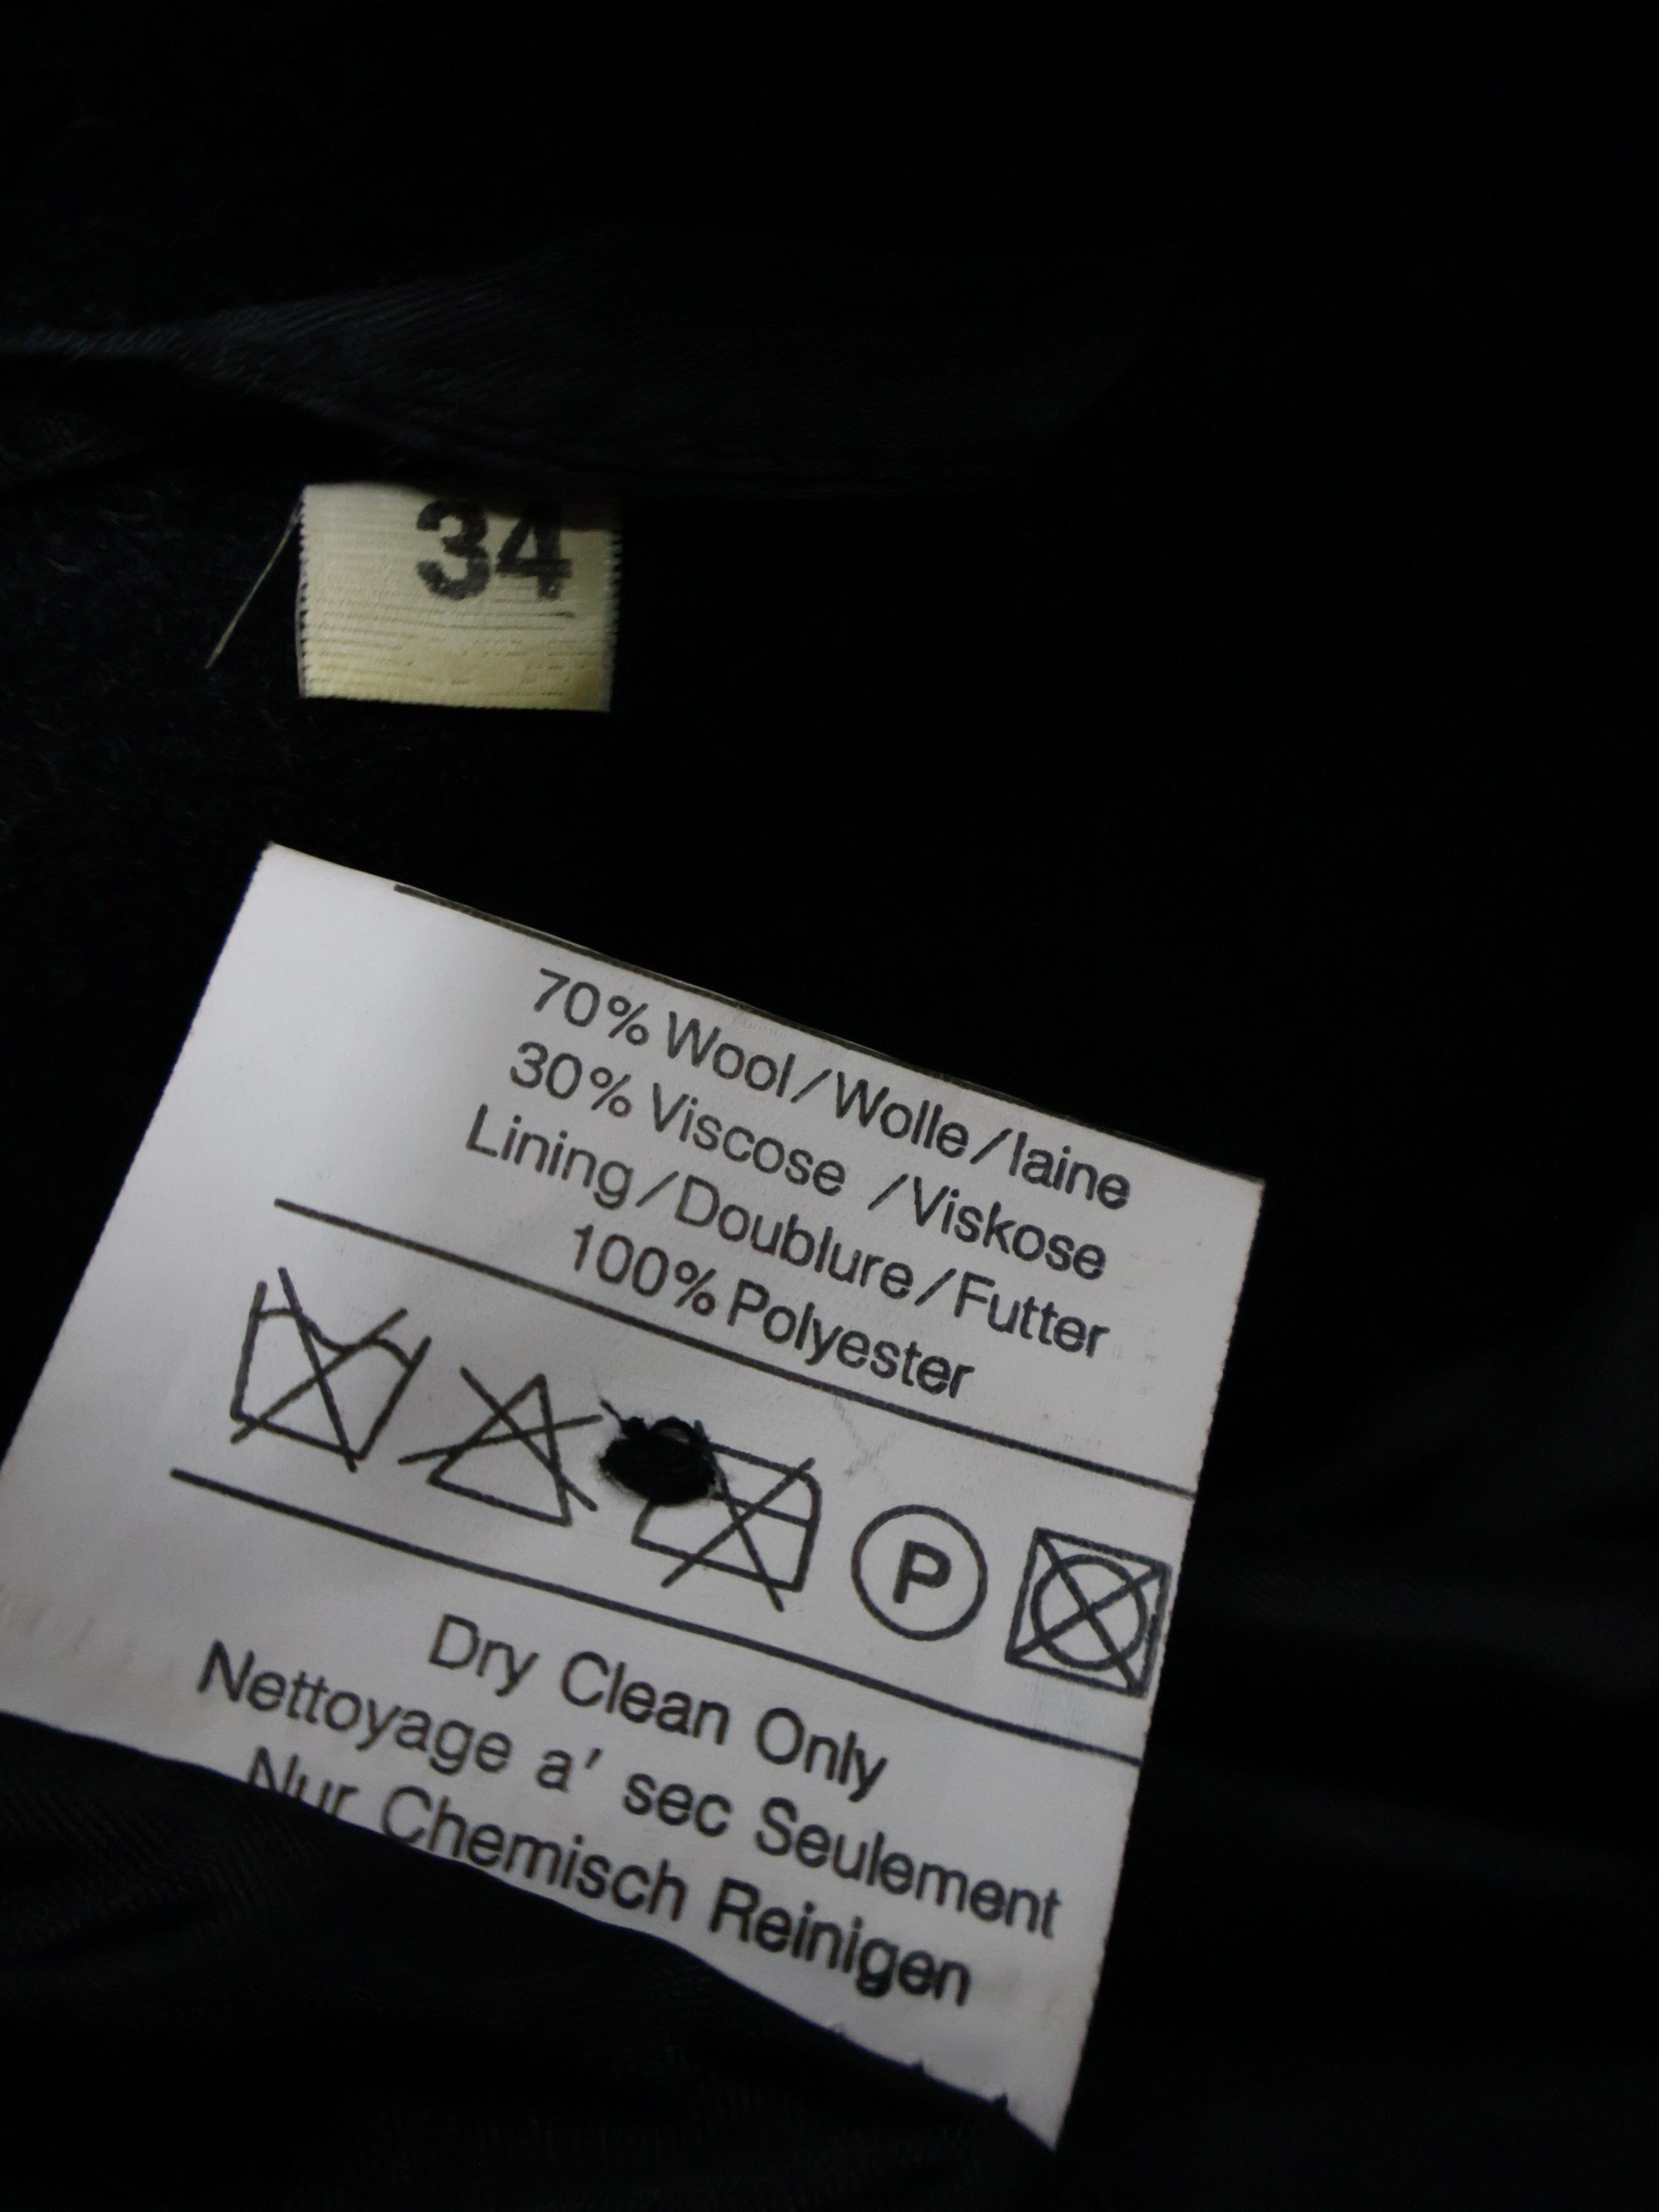 34
70% Wool/Wolle/laine
30% Viscose /Viskose
Lining/Doublure/Futter
100% Polyester
P
Dry Clean Only
Nettoyage a' sec Seulement
Nur Chemisch Reinigen